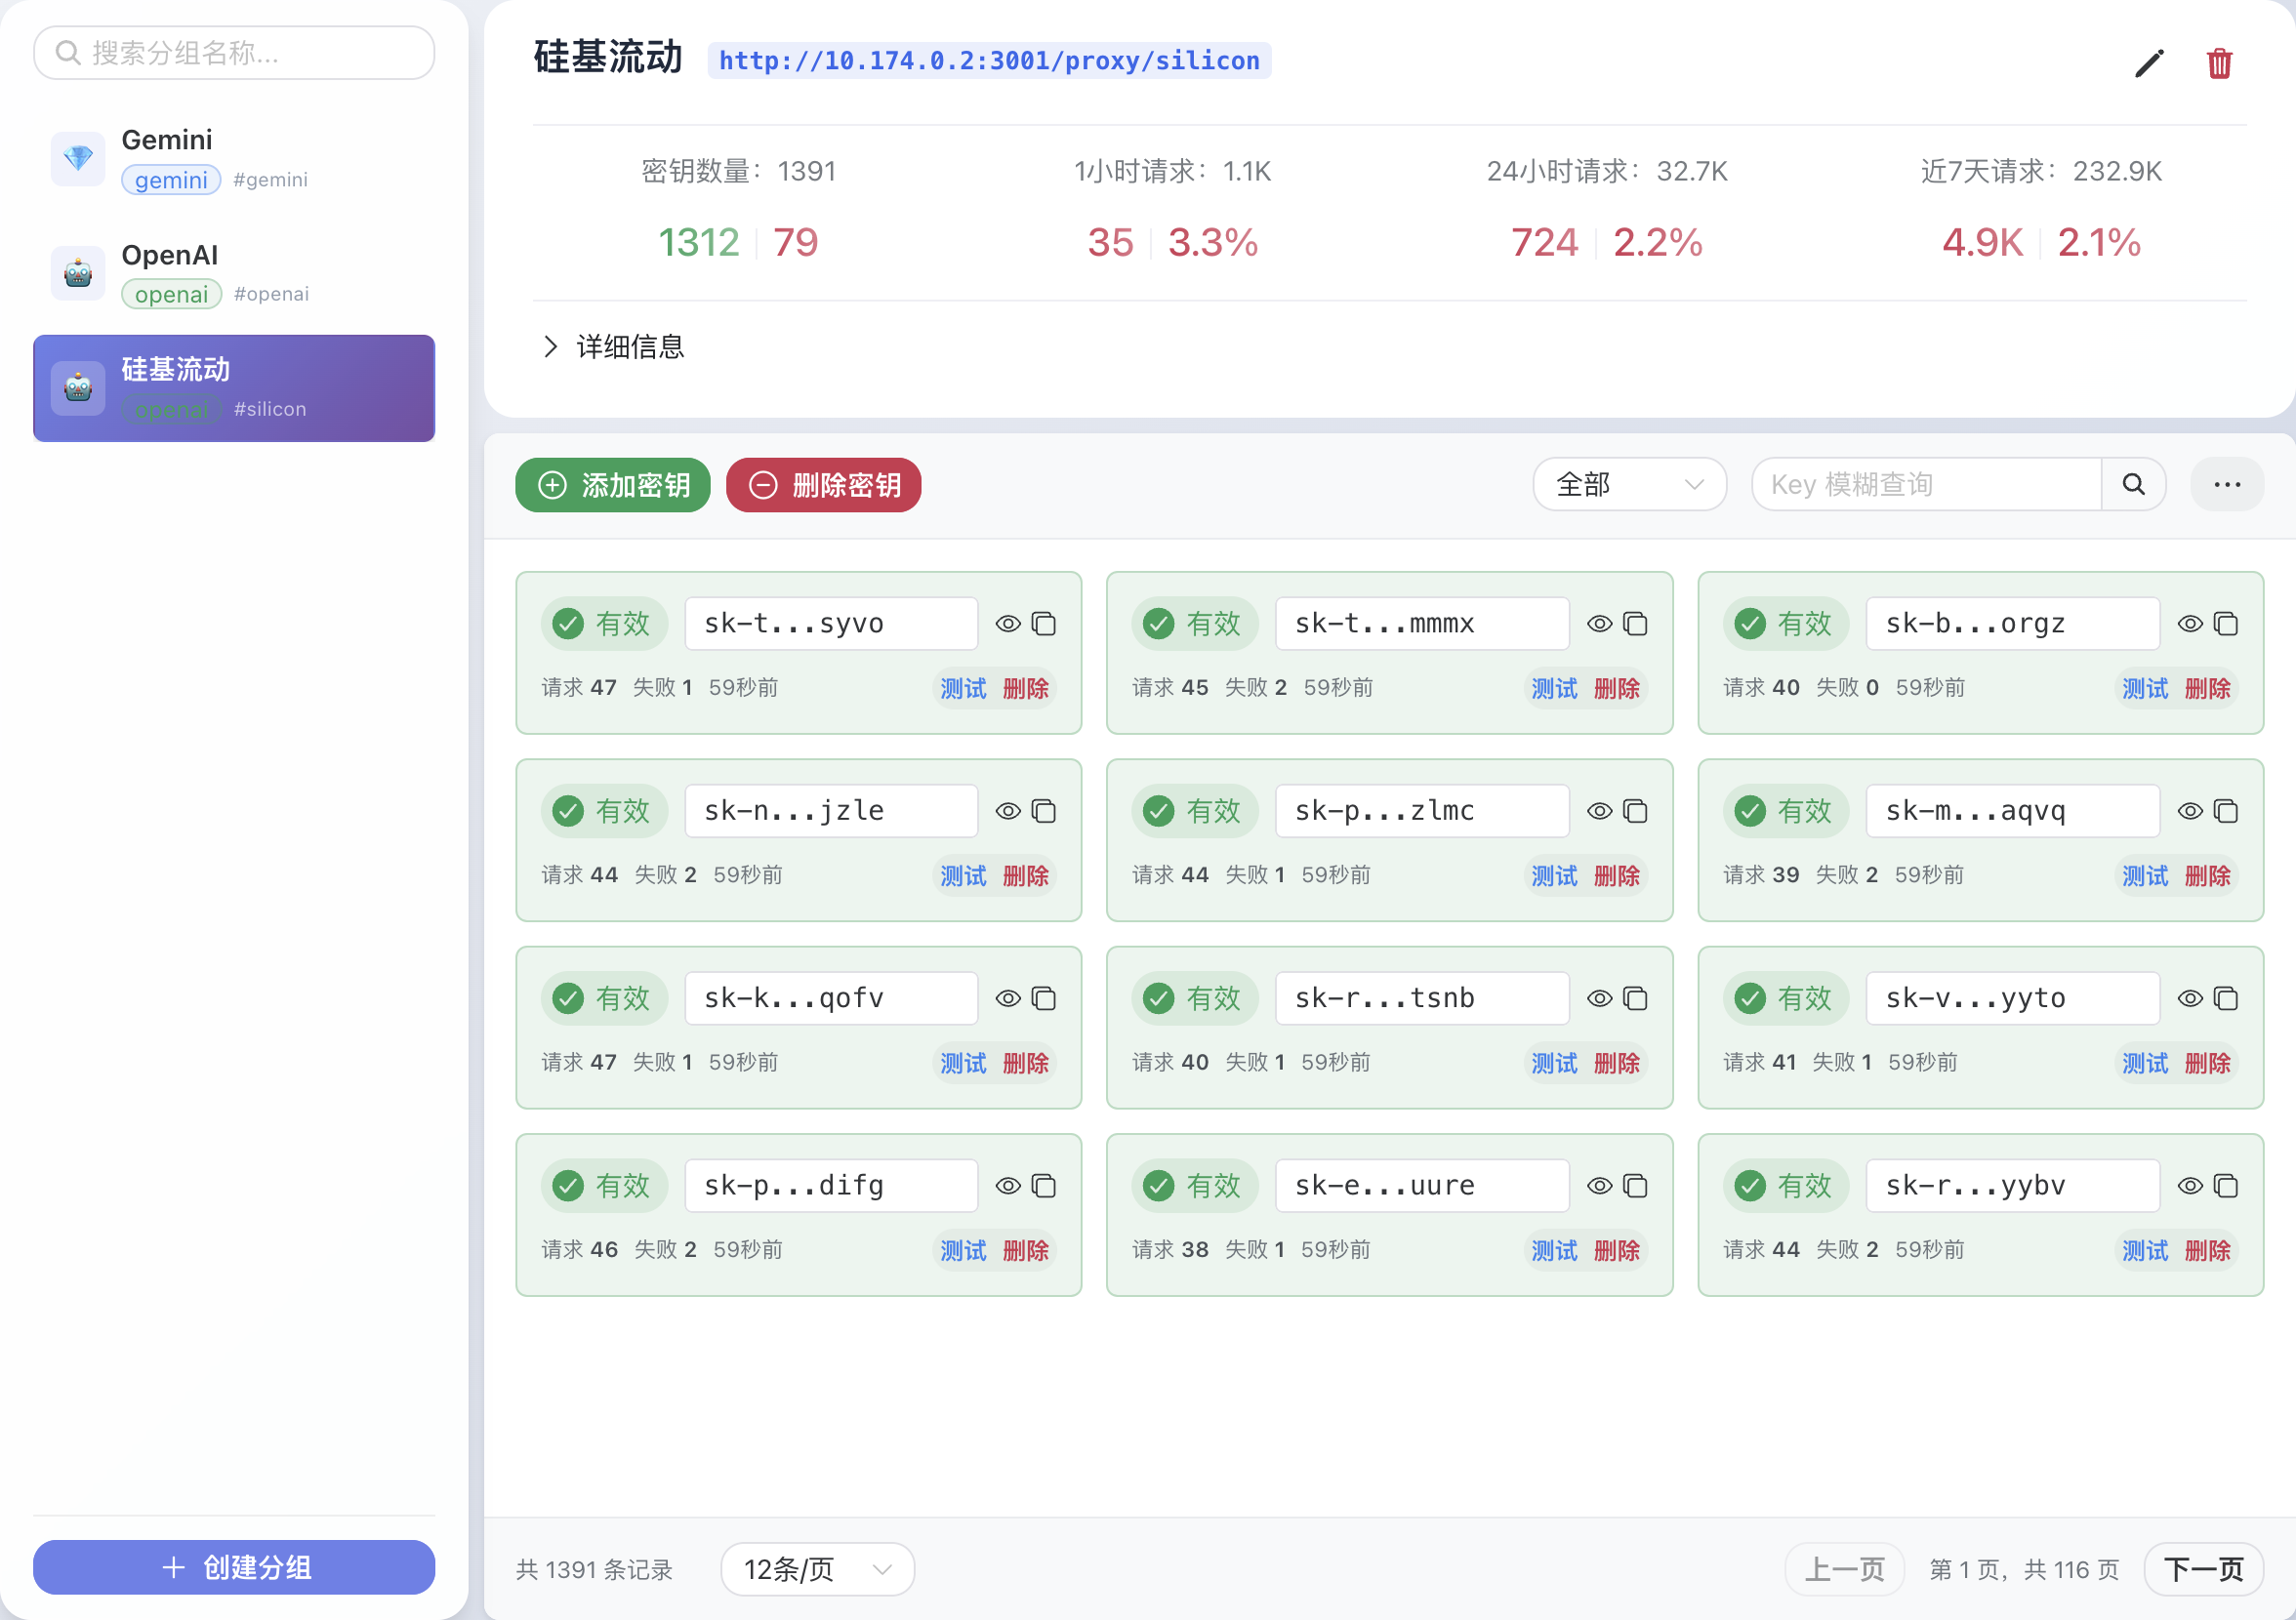 搜索分组名称...
Gemini
gemini #gemini
OpenAI
openai #openai
硅基流动
openai #silicon
创建分组
硅基流动 http://10.174.0.2:3001/proxy/silicon
密钥数量：1391 1小时请求：1.1K 24小时请求：32.7K 近7天请求：232.9K
1312 79 35 3.3% 724 2.2% 4.9K 2.1%
详细信息
添加密钥 删除密钥 全部 Key 模糊查询 ...
有效 sk-t...syvo 有效 sk-t...mmmx 有效 sk-b...orgz
请求 47 失败 1 59秒前 测试 删除 请求 45 失败 2 59秒前 测试 删除 请求 40 失败 0 59秒前 测试 删除
有效 sk-n...jzle 有效 sk-p...zlmc 有效 sk-m...aqvq
请求 44 失败 2 59秒前 测试 删除 请求 44 失败 1 59秒前 测试 删除 请求 39 失败 2 59秒前 测试 删除
有效 sk-k...qofv 有效 sk-r...tsnb 有效 sk-v...yyto
请求 47 失败 1 59秒前 测试 删除 请求 40 失败 1 59秒前 测试 删除 请求 41 失败 1 59秒前 测试 删除
有效 sk-p...difg 有效 sk-e...uure 有效 sk-r...yybv
请求 46 失败 2 59秒前 测试 删除 请求 38 失败 1 59秒前 测试 删除 请求 44 失败 2 59秒前 测试 删除
共 1391 条记录 12条/页 上一页 第 1 页，共 116 页 下一页